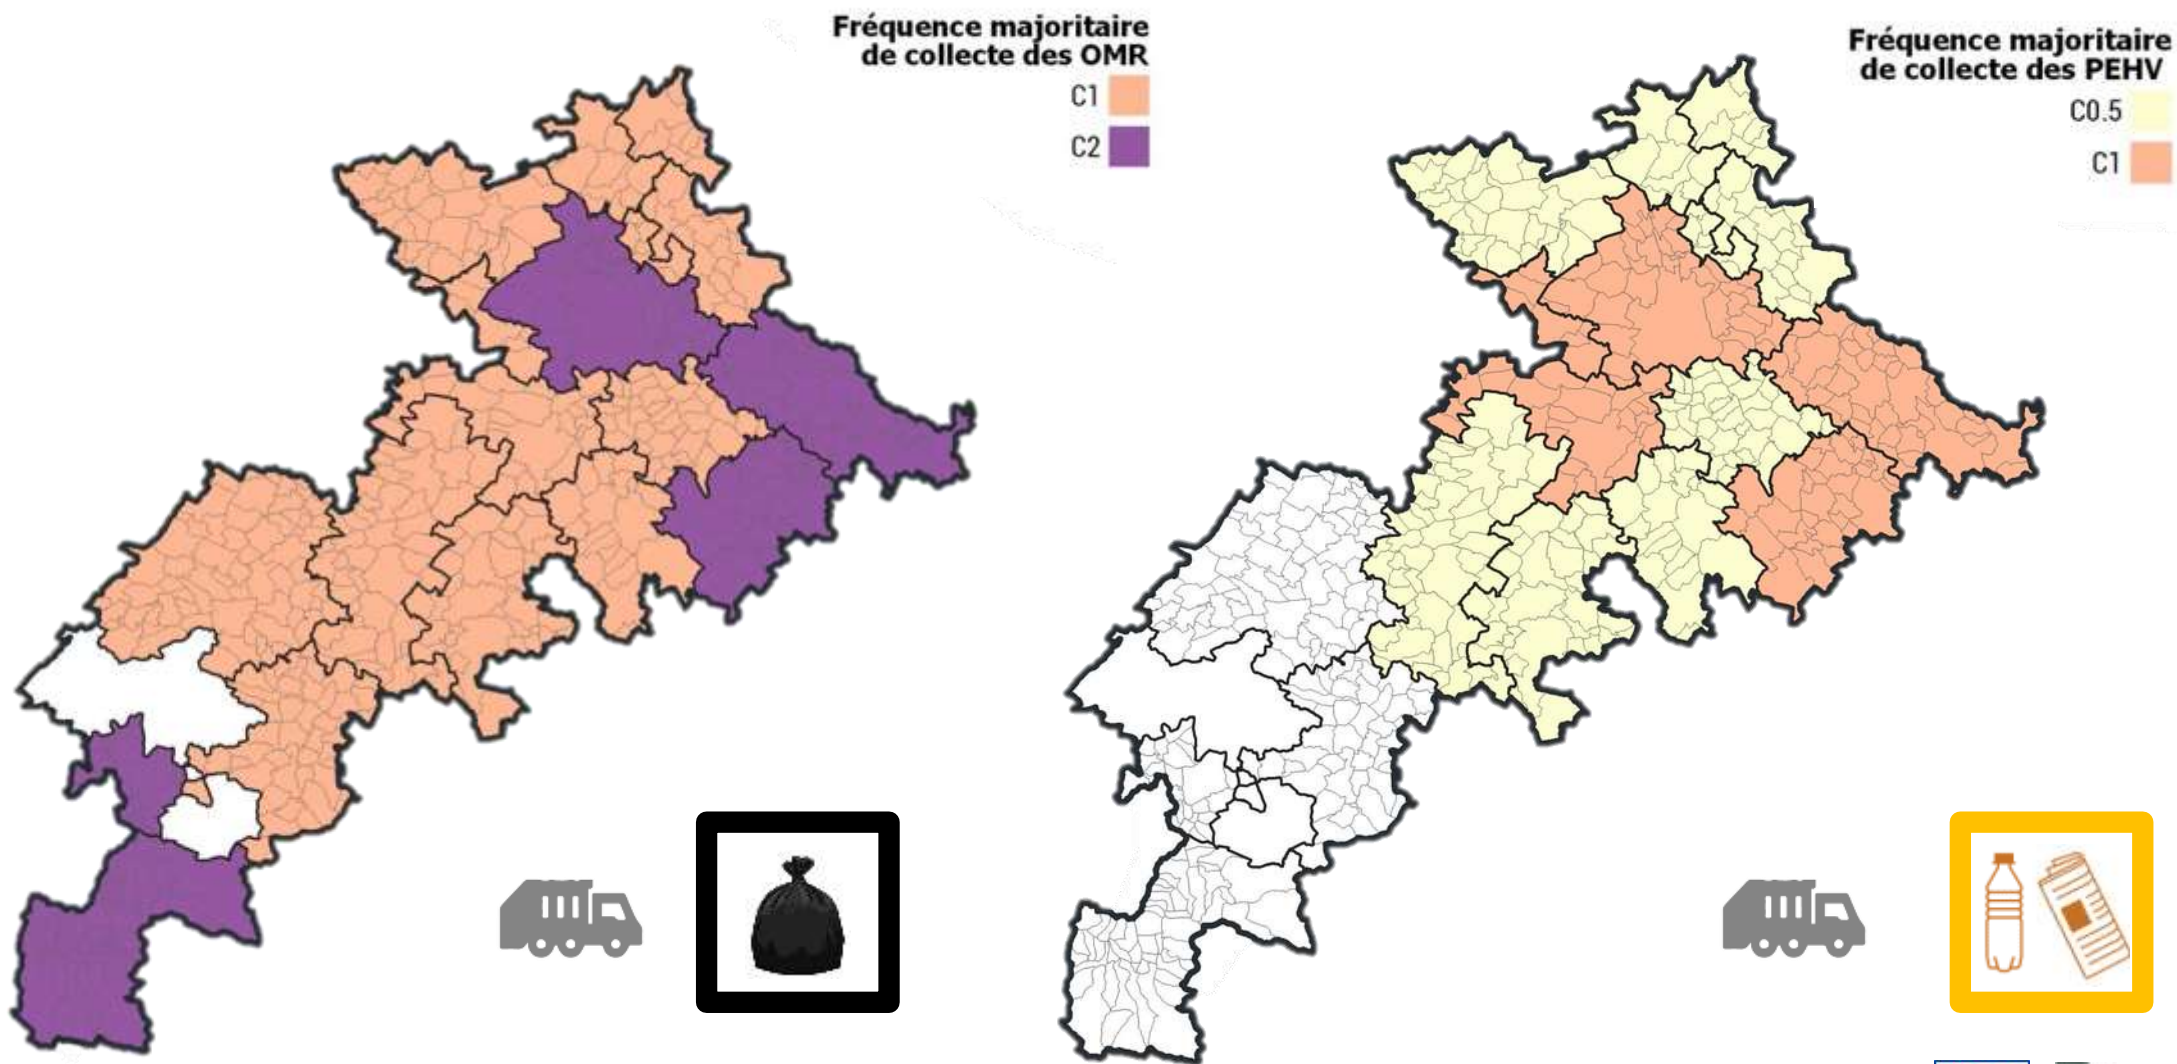 Fréquence majoritaire
de collecte des OMR
C1
C2
Fréquence majoritaire
de collecte des PEHV
C0.5
C1